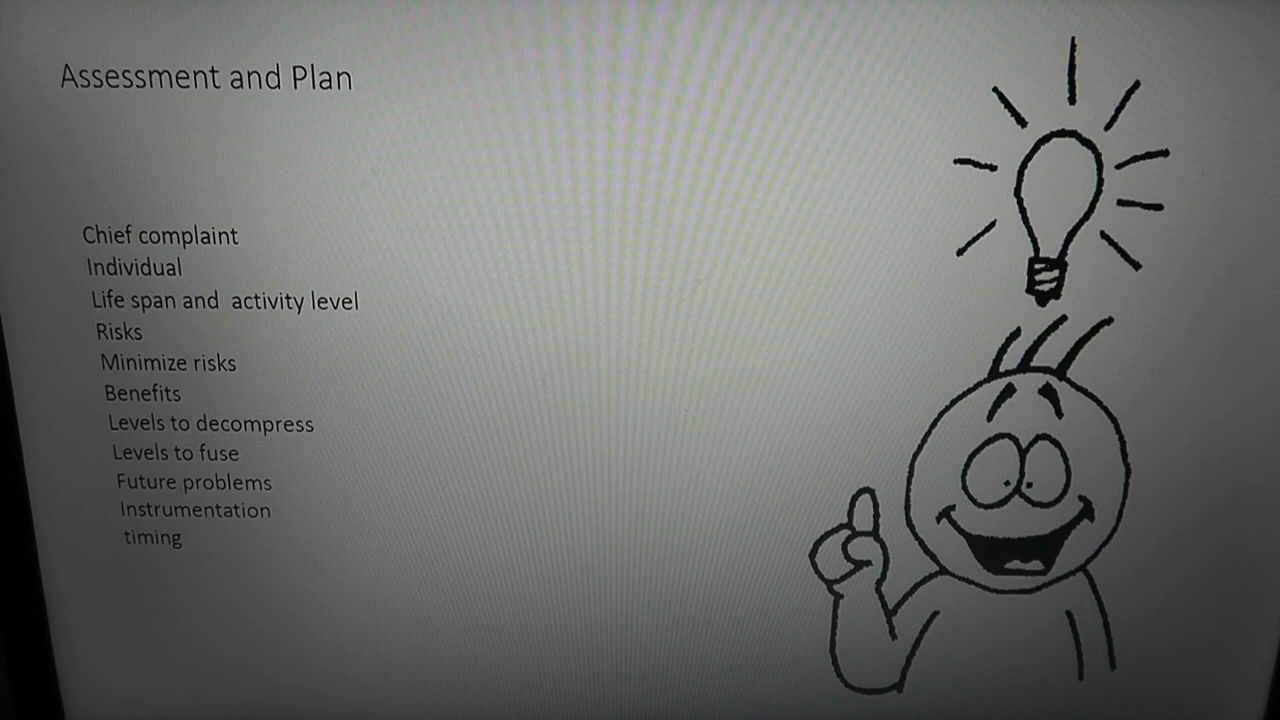 Assessment and Plan
Chief complaint
Individual
Life span and activity level
Risks
Minimize risks
Benefits
Levels to decompress
Levels to fuse
Future problems
Instrumentation
timing